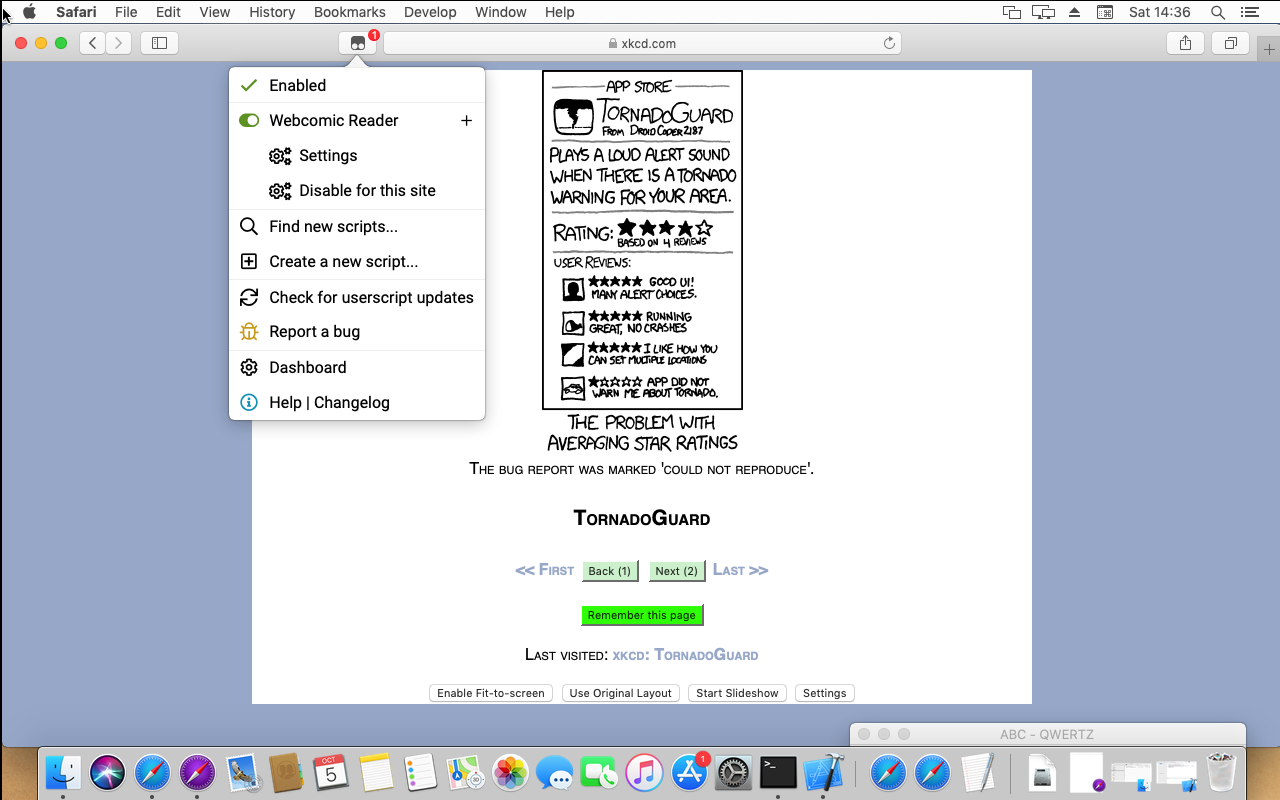 Safari File Edit View History Bookmarks Develop Window Help Sat 14:36
1
xkcd.com
Enabled
Webcomic Reader +
Settings
Disable for this site
Find new scripts...
Create a new script...
Check for userscript updates
Report a bug
Dashboard
Help | Changelog
APP STORE
TORNADOGUARD
FROM DROIDCODER2187
PLAYS A LOUD ALERT SOUND
WHEN THERE IS A TORNADO
WARNING FOR YOUR AREA.
RATING: ★★★★☆
BASED ON 4 REVIEWS
USER REVIEWS:
★★★★★ GOOD UI!
MANY ALERT CHOICES.
★★★★★ RUNNING
GREAT, NO CRASHES
★★★★★ I LIKE HOW YOU
CAN SET MULTIPLE LOCATIONS
★☆☆☆☆ APP DID NOT
WARN ME ABOUT TORNADO.
THE PROBLEM WITH
AVERAGING STAR RATINGS
The bug report was marked 'could not reproduce'.
TornadoGuard
<< First Back (1) Next (2) Last >>
Remember this page
Last visited: xkcd: TornadoGuard
Enable Fit-to-screen Use Original Layout Start Slideshow Settings
ABC - QWERTZ
OCT
5
1